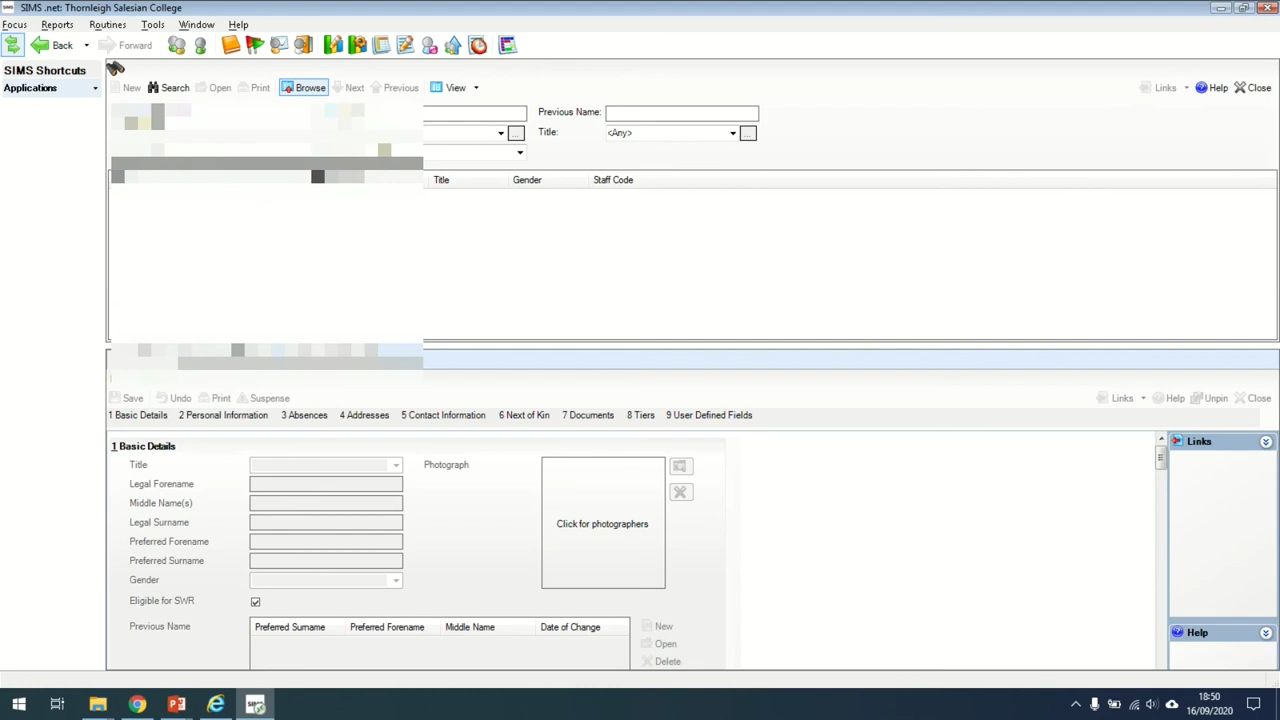 SIMS .net: Thornleigh Salesian College
Focus Reports Routines Tools Window Help
Back Forward
SIMS Shortcuts
Applications
New Search Open Print Browse Next Previous View Links Help Close
Previous Name:
Title: <Any>
Title Gender Staff Code
Save Undo Print Suspense Links Help Unpin Close
1 Basic Details 2 Personal Information 3 Absences 4 Addresses 5 Contact Information 6 Next of Kin 7 Documents 8 Tiers 9 User Defined Fields
1 Basic Details
Links
Title Photograph
Legal Forename
Middle Name(s)
Legal Surname
Click for photographers
Preferred Forename
Preferred Surname
Gender
Eligible for SWR
Previous Name Preferred Surname Preferred Forename Middle Name Date of Change New
Help
Open
Delete
18:50
16/09/2020